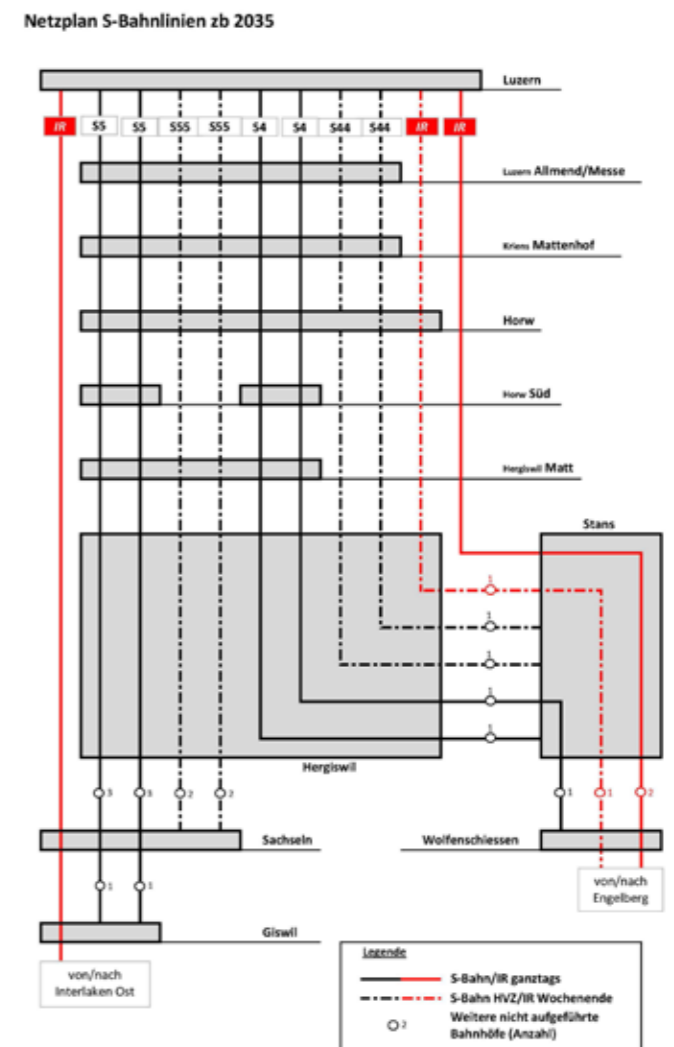 Netzplan S-Bahnlinien zb 2035
Luzern
IR S5 S5 S55 S55 S4 S4 S44 S44 IR IR
Luzern Allmend/Messe
Kriens Mattenhof
Horw
Horw Süd
Hergiswil Matt
Stans
1
1
1
1
1
Hergiswil
3 3 2 2 1 1 2
Sachseln
Wolfenschiessen
1 1
von/nach
Engelberg
Giswil
von/nach
Interlaken Ost
Legende
S-Bahn/IR ganztags
S-Bahn HVZ/IR Wochenende
2 Weitere nicht aufgeführte
Bahnhöfe (Anzahl)